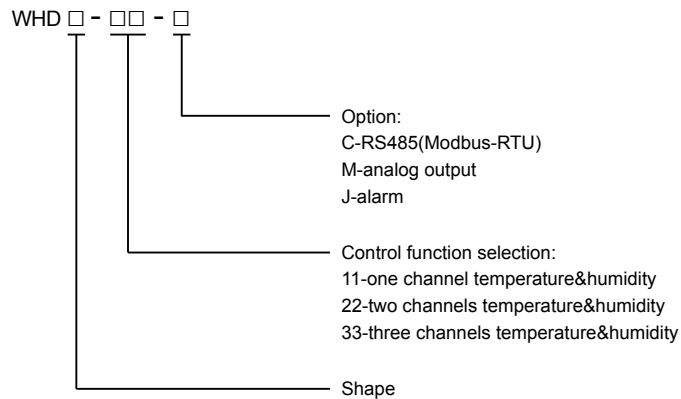 WHD □ - □□ - □
Option:
C-RS485(Modbus-RTU)
M-analog output
J-alarm
Control function selection:
11-one channel temperature&humidity
22-two channels temperature&humidity
33-three channels temperature&humidity
Shape